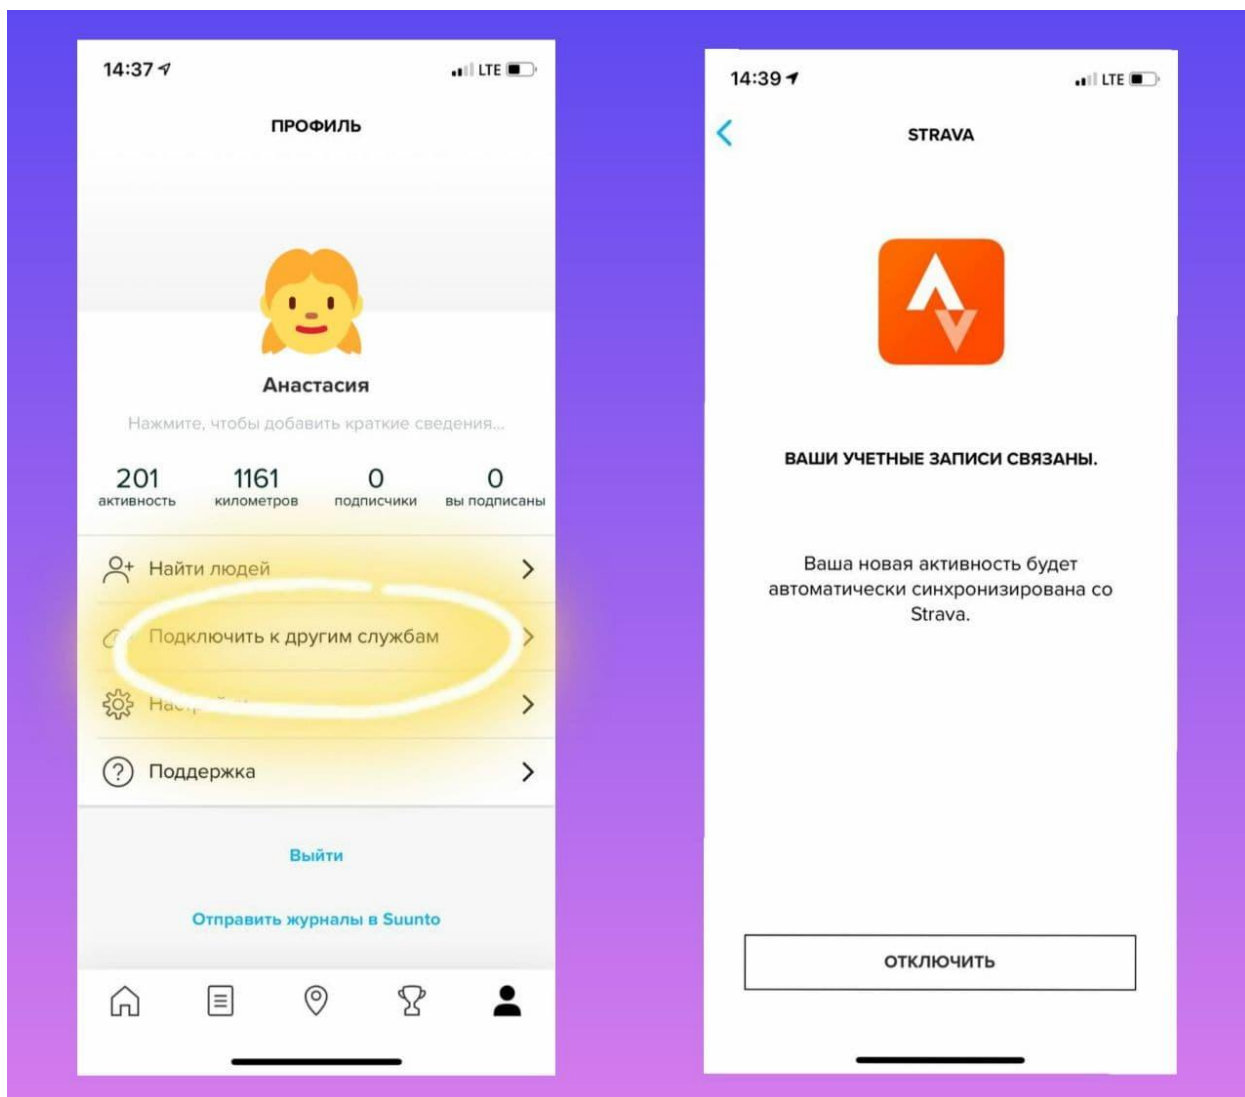 14:37
LTE
ПРОФИЛЬ
Анастасия
Нажмите, чтобы добавить краткие сведения...
201 1161 0 0
активность километров подписчики вы подписаны
Найти людей
Подключить к другим службам
Настройки
Поддержка
Выйти
Отправить журналы в Suunto
14:39
LTE
STRAVA
ВАШИ УЧЕТНЫЕ ЗАПИСИ СВЯЗАНЫ.
Ваша новая активность будет
автоматически синхронизирована со
Strava.
ОТКЛЮЧИТЬ